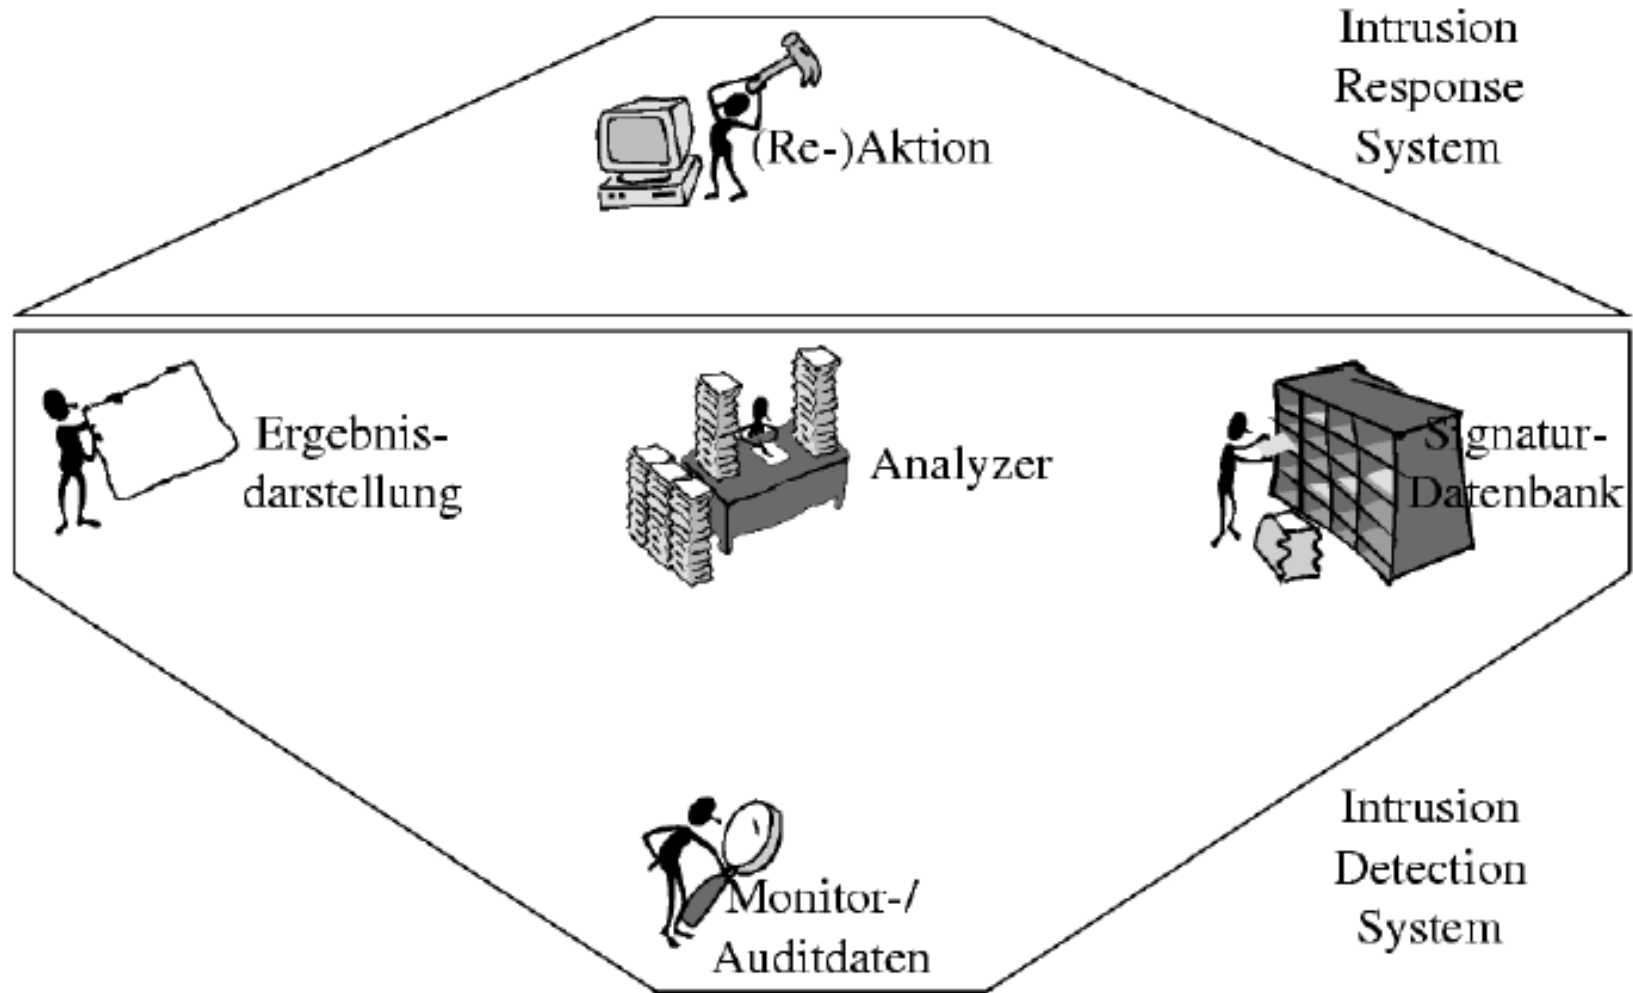 Intrusion
Response
System
(Re-)Aktion
Ergebnis-
darstellung
Analyzer
Signatur-
Datenbank
Monitor-/
Auditdaten
Intrusion
Detection
System